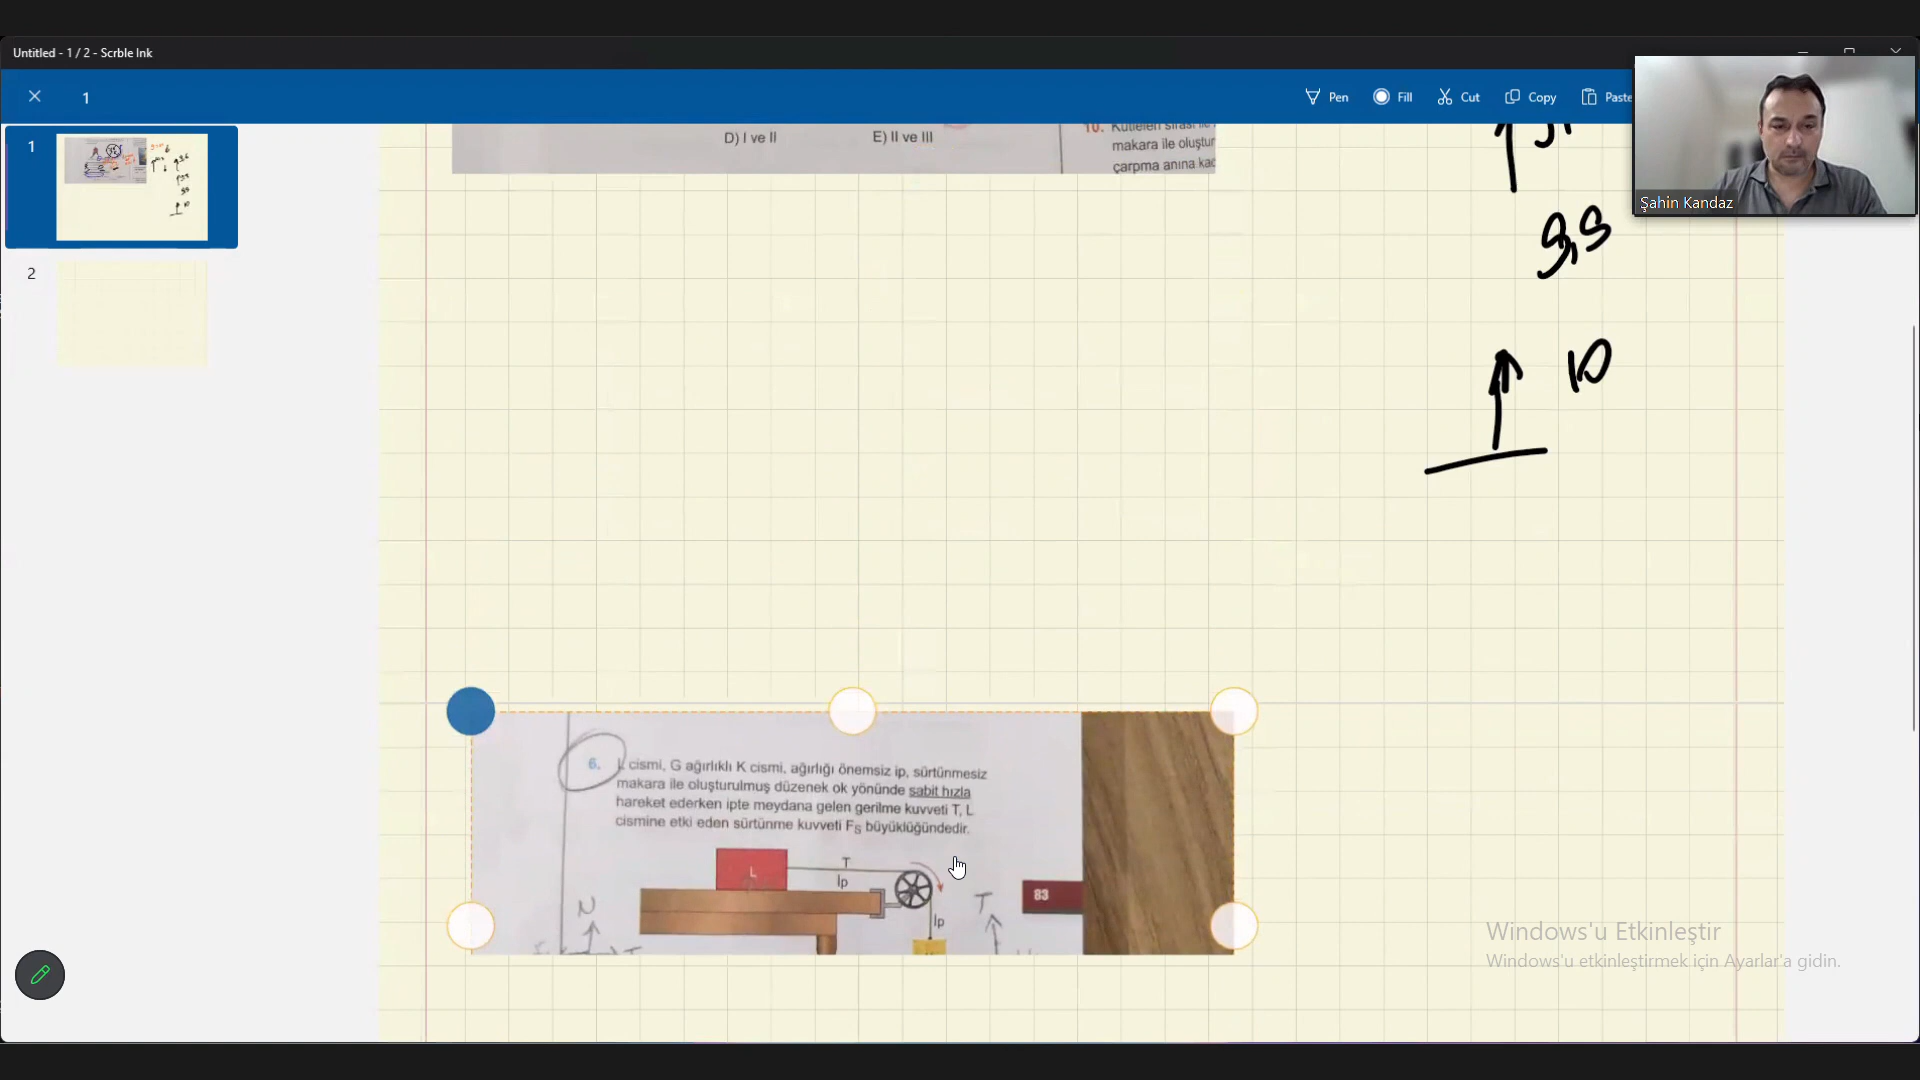 Untitled - 1 / 2 - Scrble Ink
1
Pen
Fill
Cut
Copy
Paste
1
2
D) I ve II
E) II ve III
10.
makara ile oluştur
çarpma anına kad
Şahin Kandaz
9,8
10
6. L cismi, G ağırlıklı K cismi, ağırlığı önemsiz ip, sürtünmesiz
makara ile oluşturulmuş düzenek ok yönünde sabit hızla
hareket ederken ipte meydana gelen gerilme kuvveti T, L
cismine etki eden sürtünme kuvveti FS büyüklüğündedir.
L
T
İp
İp
N
T
83
Windows'u Etkinleştir
Windows'u etkinleştirmek için Ayarlar'a gidin.